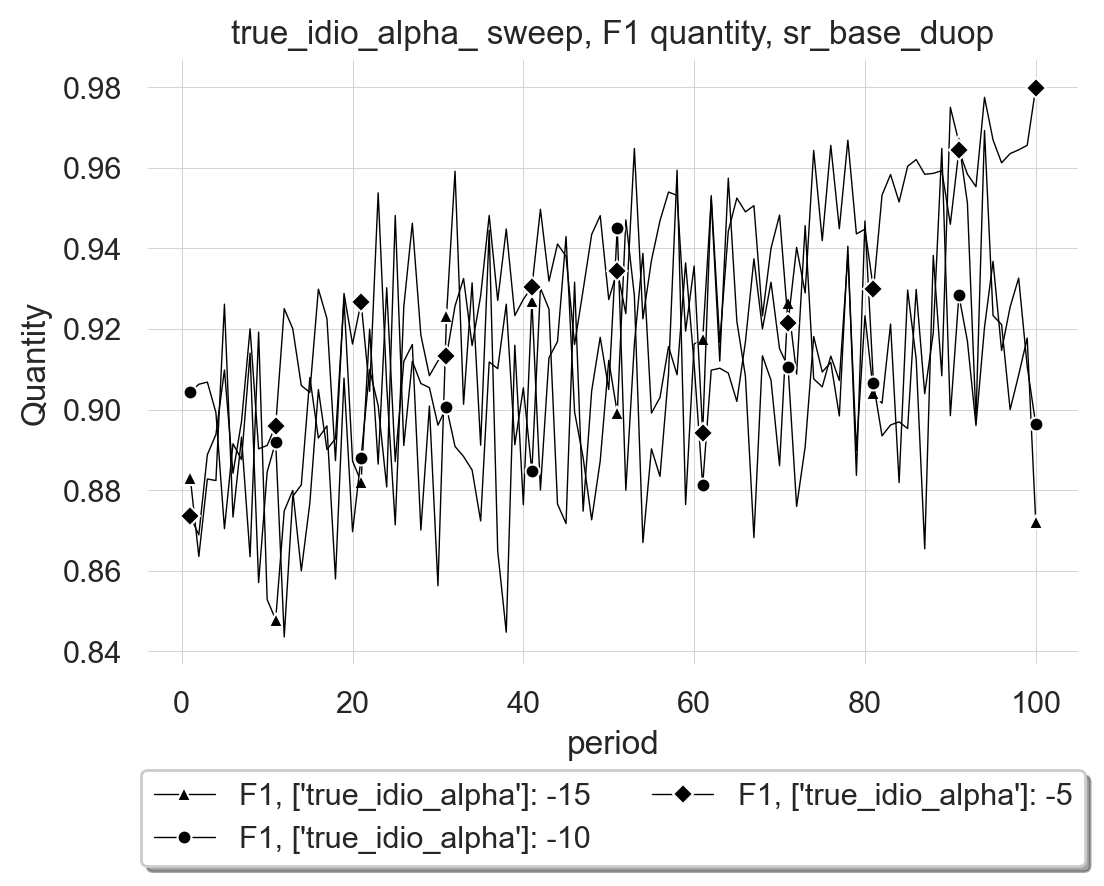 true_idio_alpha_ sweep, F1 quantity, sr_base_duop
Quantity
0.98
0.96
0.94
0.92
0.90
0.88
0.86
0.84
0 20 40 60 80 100
period
F1, ['true_idio_alpha']: -15
F1, ['true_idio_alpha']: -10
F1, ['true_idio_alpha']: -5